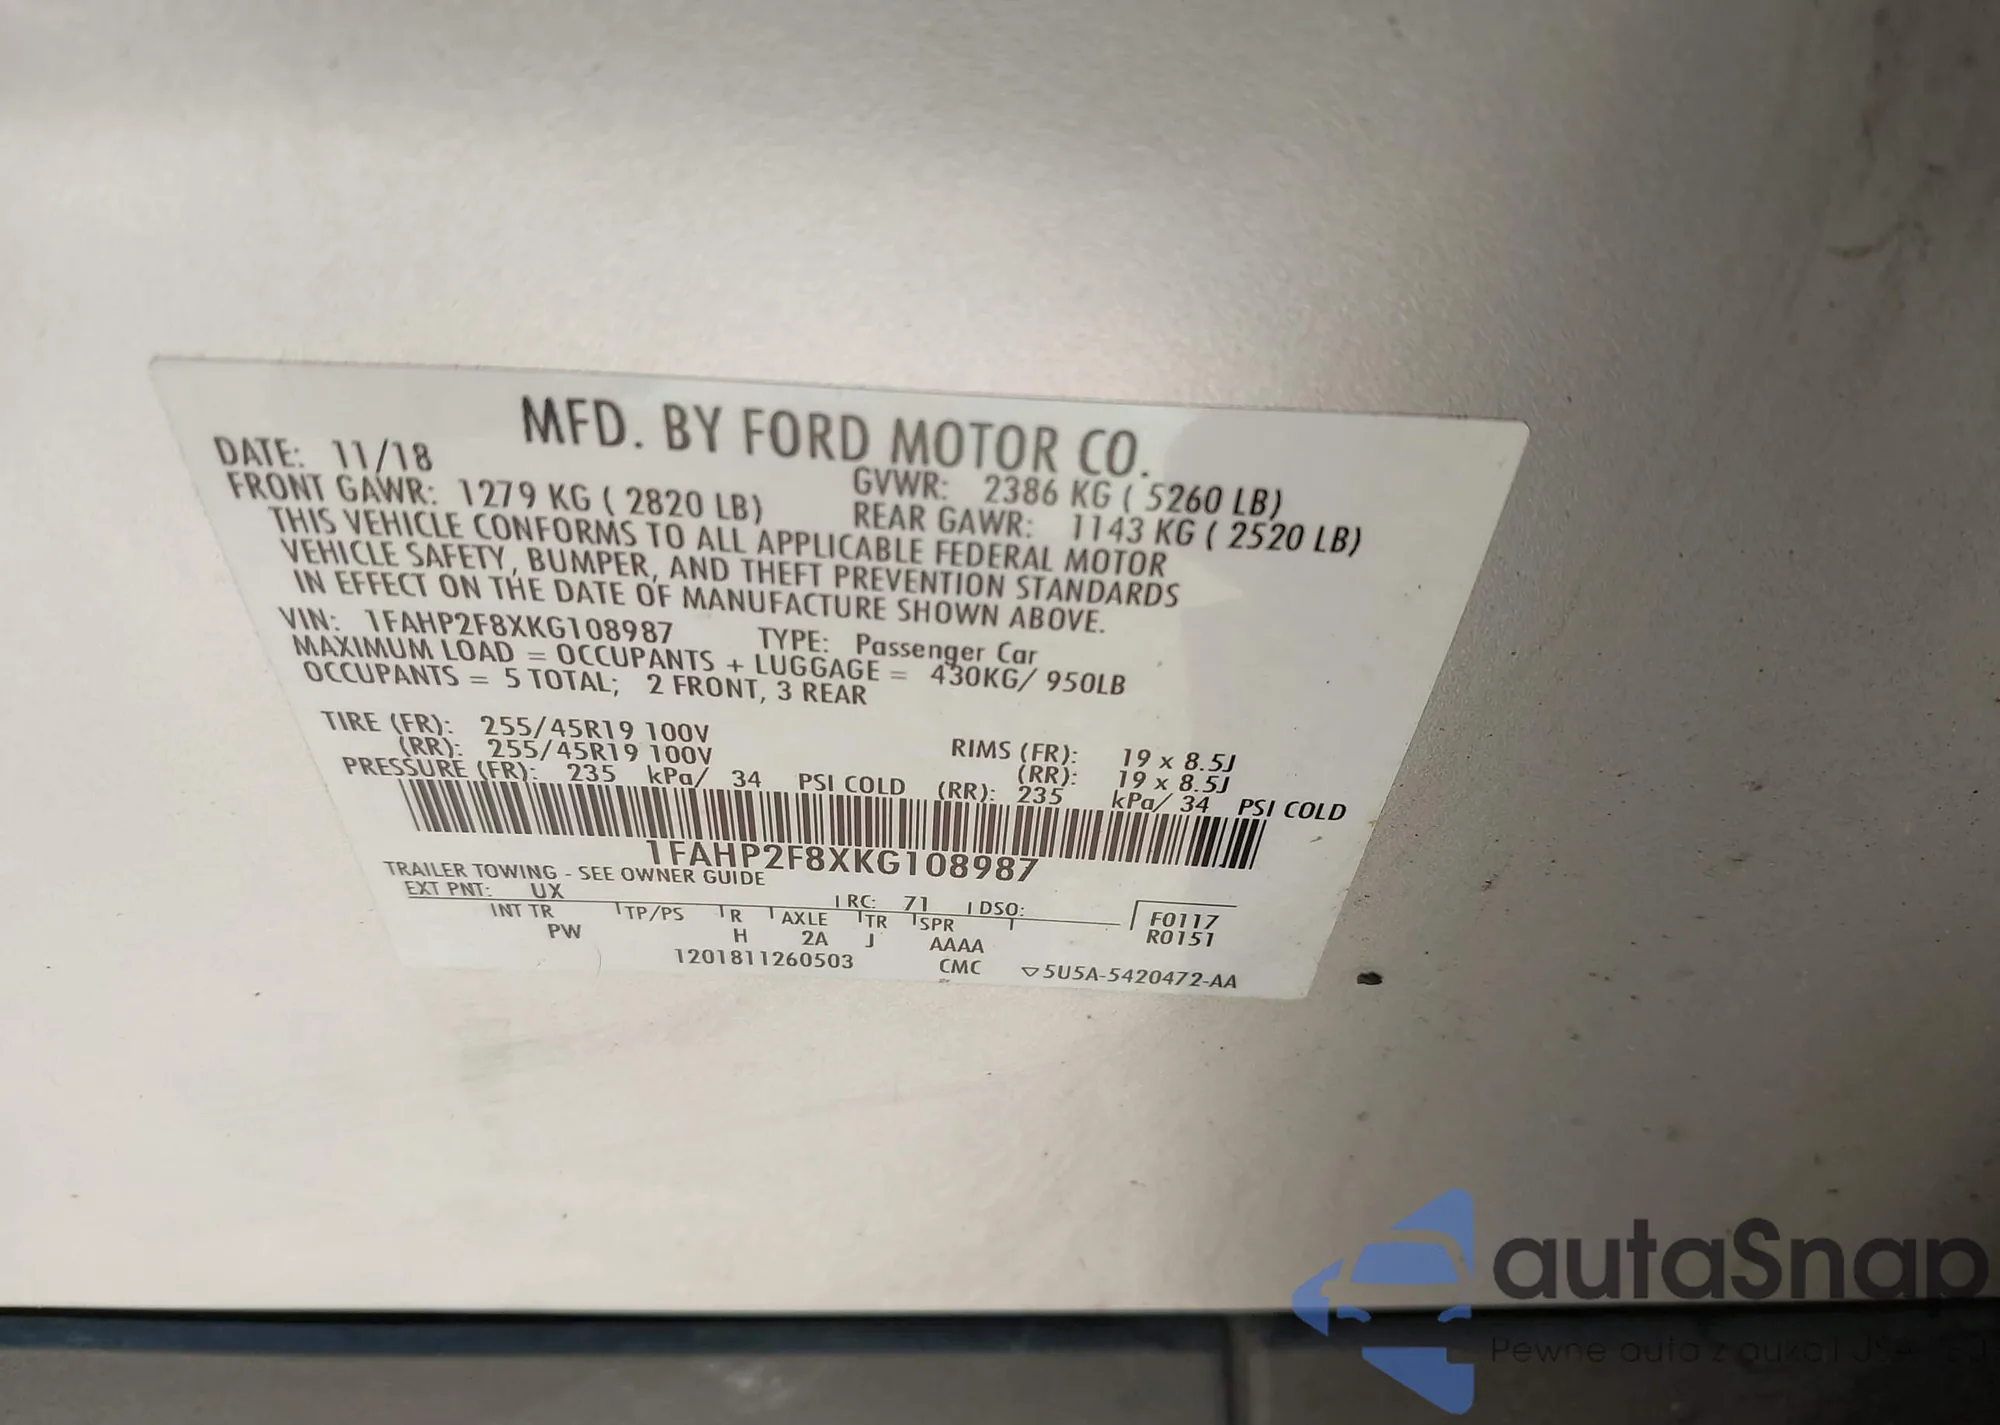 MFD. BY FORD MOTOR CO.
DATE: 11/18 GVWR: 2386 KG ( 5260 LB)
FRONT GAWR: 1279 KG ( 2820 LB) REAR GAWR: 1143 KG ( 2520 LB)
THIS VEHICLE CONFORMS TO ALL APPLICABLE FEDERAL MOTOR
VEHICLE SAFETY, BUMPER, AND THEFT PREVENTION STANDARDS
IN EFFECT ON THE DATE OF MANUFACTURE SHOWN ABOVE.
VIN: 1FAHP2F8XKG108987 TYPE: Passenger Car
MAXIMUM LOAD = OCCUPANTS + LUGGAGE = 430KG/ 950LB
OCCUPANTS = 5 TOTAL; 2 FRONT, 3 REAR
TIRE (FR): 255/45R19 100V RIMS (FR): 19 x 8.5J
(RR): 255/45R19 100V (RR): 19 x 8.5J
PRESSURE (FR): 235 kPa/ 34 PSI COLD (RR): 235 kPa/ 34 PSI COLD
1FAHP2F8XKG108987
TRAILER TOWING - SEE OWNER GUIDE
EXT PNT: UX RC: 71 DSO: F0117
INT TR TP/PS R AXLE TR SPR R0151
PW H 2A J AAAA
1201811260503 CMC ▽5U5A-5420472-AA
autaSnap
Pewne auta z aukcji